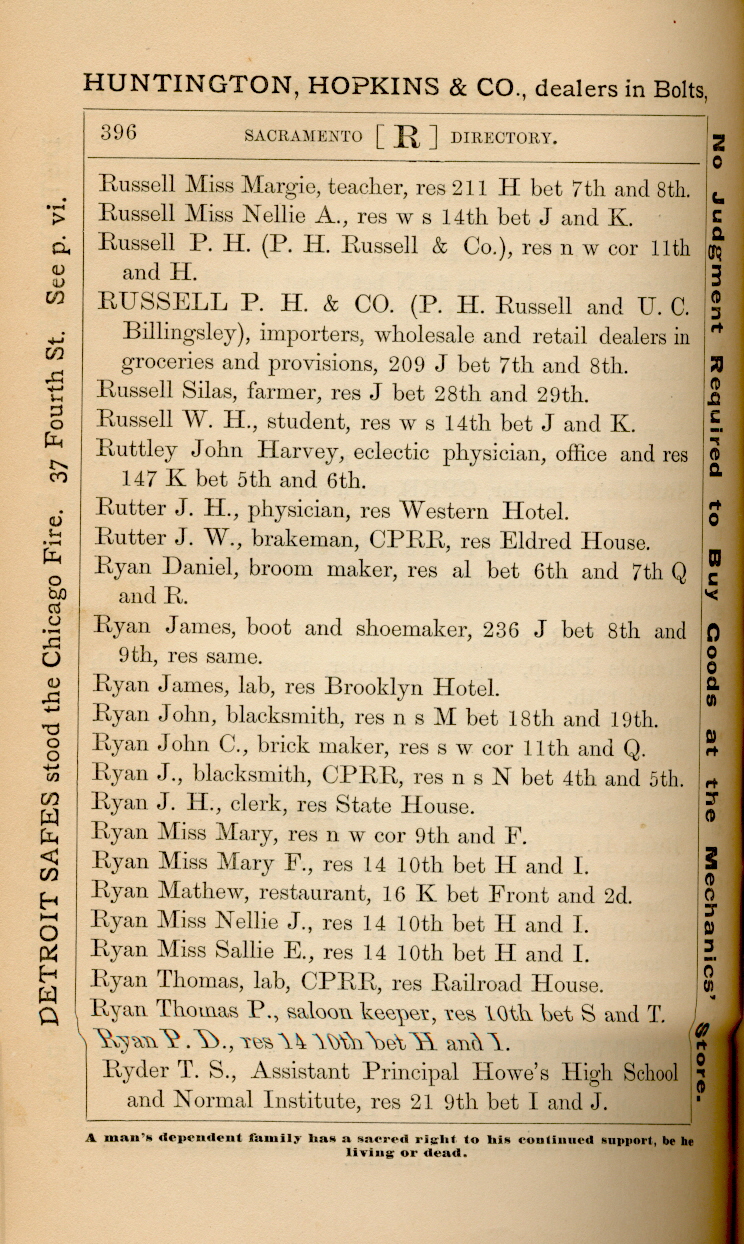 HUNTINGTON, HOPKINS & CO., dealers in Bolts,
396 SACRAMENTO [R] DIRECTORY.
Russell Miss Margie, teacher, res 211 H bet 7th and 8th.
Russell Miss Nellie A., res w s 14th bet J and K.
Russell P. H. (P. H. Russell & Co.), res n w cor 11th
and H.
RUSSELL P. H. & CO. (P. H. Russell and U. C.
Billingsley), importers, wholesale and retail dealers in
groceries and provisions, 209 J bet 7th and 8th.
Russell Silas, farmer, res J bet 28th and 29th.
Russell W. H., student, res w s 14th bet J and K.
Ruttley John Harvey, eclectic physician, office and res
147 K bet 5th and 6th.
Rutter J. H., physician, res Western Hotel.
Rutter J. W., brakeman, CPRR, res Eldred House.
Ryan Daniel, broom maker, res al bet 6th and 7th Q
and R.
Ryan James, boot and shoemaker, 236 J bet 8th and
9th, res same.
Ryan James, lab, res Brooklyn Hotel.
Ryan John, blacksmith, res n s M bet 18th and 19th.
Ryan John C., brick maker, res s w cor 11th and Q.
Ryan J., blacksmith, CPRR, res n s N bet 4th and 5th.
Ryan J. H., clerk, res State House.
Ryan Miss Mary, res n w cor 9th and F.
Ryan Miss Mary F., res 14 10th bet H and I.
Ryan Mathew, restaurant, 16 K bet Front and 2d.
Ryan Miss Nellie J., res 14 10th bet H and I.
Ryan Miss Sallie E., res 14 10th bet H and I.
Ryan Thomas, lab, CPRR, res Railroad House.
Ryan Thomas P., saloon keeper, res 10th bet S and T.
Ryan P. D., res 14 10th bet H and I.
Ryder T. S., Assistant Principal Howe's High School
and Normal Institute, res 21 9th bet I and J.
A man's dependent family has a sacred right to his continued support, be he
living or dead.
DETROIT SAFES stood the Chicago Fire. 37 Fourth St. See p. vi.
No Judgment Required to Buy Goods at the Mechanics' Store.